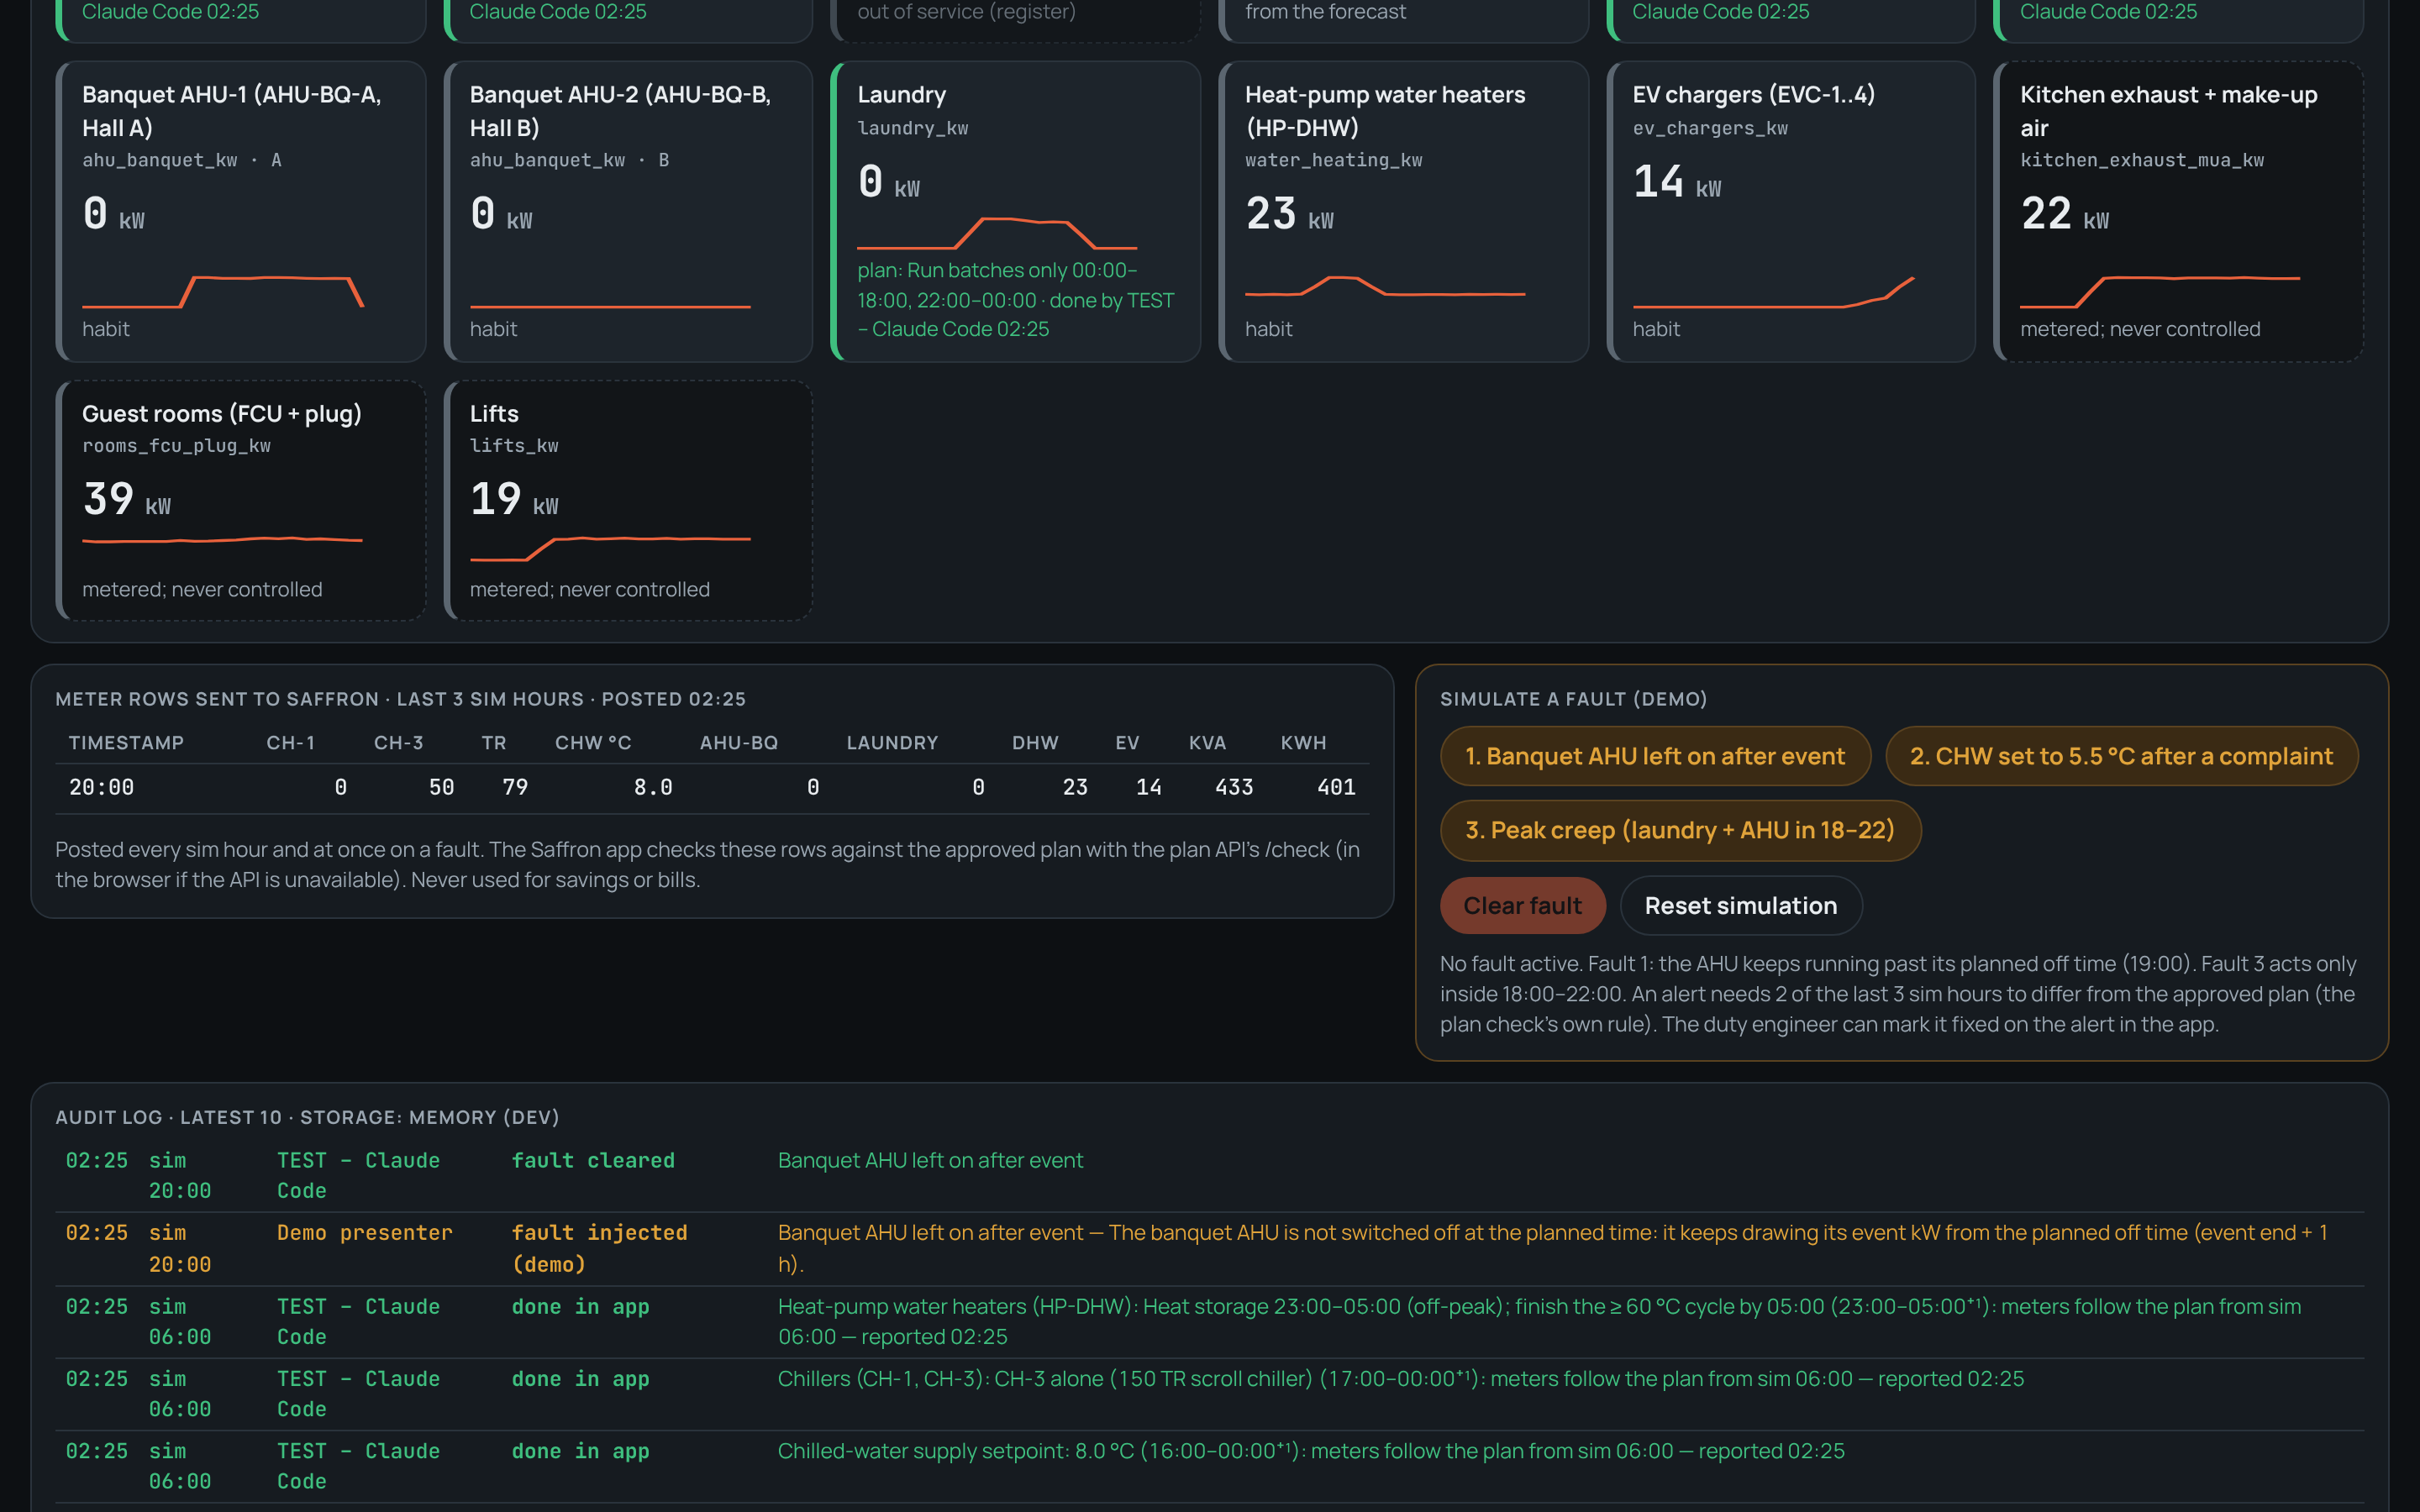 Claude Code 02:25
Claude Code 02:25
out of service (register)
from the forecast
Claude Code 02:25
Claude Code 02:25
Banquet AHU-1 (AHU-BQ-A,
Hall A)
ahu_banquet_kw · A
0 kW
habit
Banquet AHU-2 (AHU-BQ-B,
Hall B)
ahu_banquet_kw · B
0 kW
habit
Laundry
laundry_kw
0 kW
plan: Run batches only 00:00–
18:00, 22:00–00:00 · done by TEST
– Claude Code 02:25
Heat-pump water heaters
(HP-DHW)
water_heating_kw
23 kW
habit
EV chargers (EVC-1..4)
ev_chargers_kw
14 kW
habit
Kitchen exhaust + make-up
air
kitchen_exhaust_mua_kw
22 kW
metered; never controlled
Guest rooms (FCU + plug)
rooms_fcu_plug_kw
39 kW
metered; never controlled
Lifts
lifts_kw
19 kW
metered; never controlled
METER ROWS SENT TO SAFFRON · LAST 3 SIM HOURS · POSTED 02:25
TIMESTAMP CH-1 CH-3 TR CHW °C AHU-BQ LAUNDRY DHW EV KVA KWH
20:00 0 50 79 8.0 0 0 23 14 433 401
Posted every sim hour and at once on a fault. The Saffron app checks these rows against the approved plan with the plan API's /check (in
the browser if the API is unavailable). Never used for savings or bills.
SIMULATE A FAULT (DEMO)
1. Banquet AHU left on after event
2. CHW set to 5.5 °C after a complaint
3. Peak creep (laundry + AHU in 18–22)
Clear fault
Reset simulation
No fault active. Fault 1: the AHU keeps running past its planned off time (19:00). Fault 3 acts only
inside 18:00–22:00. An alert needs 2 of the last 3 sim hours to differ from the approved plan (the
plan check's own rule). The duty engineer can mark it fixed on the alert in the app.
AUDIT LOG · LATEST 10 · STORAGE: MEMORY (DEV)
02:25 sim TEST – Claude fault cleared Banquet AHU left on after event
20:00 Code
02:25 sim Demo presenter fault injected Banquet AHU left on after event — The banquet AHU is not switched off at the planned time: it keeps drawing its event kW from the planned off time (event end + 1
20:00 (demo) h).
02:25 sim TEST – Claude done in app Heat-pump water heaters (HP-DHW): Heat storage 23:00–05:00 (off-peak); finish the ≥ 60 °C cycle by 05:00 (23:00–05:00⁺¹): meters follow the plan from sim
06:00 Code 06:00 — reported 02:25
02:25 sim TEST – Claude done in app Chillers (CH-1, CH-3): CH-3 alone (150 TR scroll chiller) (17:00–00:00⁺¹): meters follow the plan from sim 06:00 — reported 02:25
06:00 Code
02:25 sim TEST – Claude done in app Chilled-water supply setpoint: 8.0 °C (16:00–00:00⁺¹): meters follow the plan from sim 06:00 — reported 02:25
06:00 Code